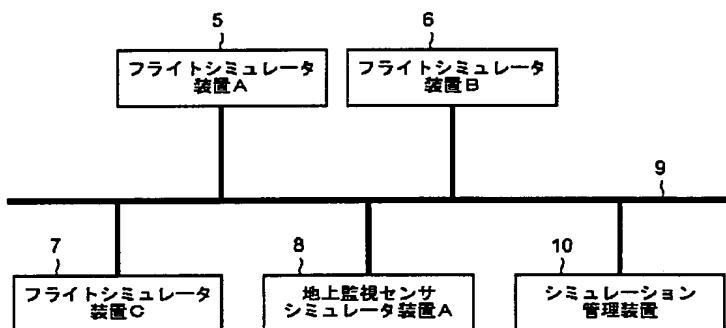 5
フライトシミュレータ
装置A
6
フライトシミュレータ
装置B
9
7
フライトシミュレータ
装置C
8
地上監視センサ
シミュレータ装置A
10
シミュレーション
管理装置